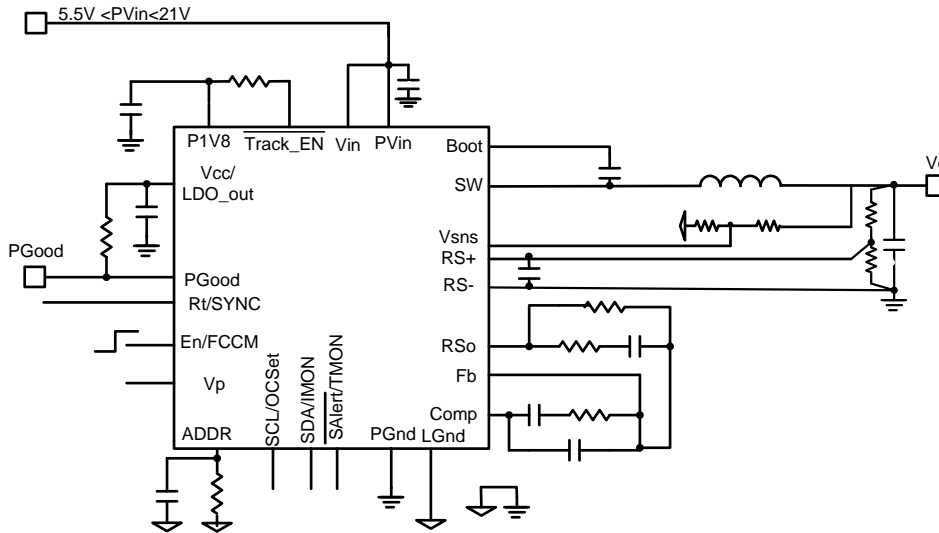 5.5V <PVin<21V
P1V8
Track_EN
Vin
PVin
Boot
Vcc/
LDO_out
SW
Vsns
RS+
RS-
PGood
PGood
Rt/SYNC
En/FCCM
Vp
RSo
Fb
Comp
ADDR
SCL/OCSet
SDA/IMON
SAlert/TMON
PGnd
LGnd